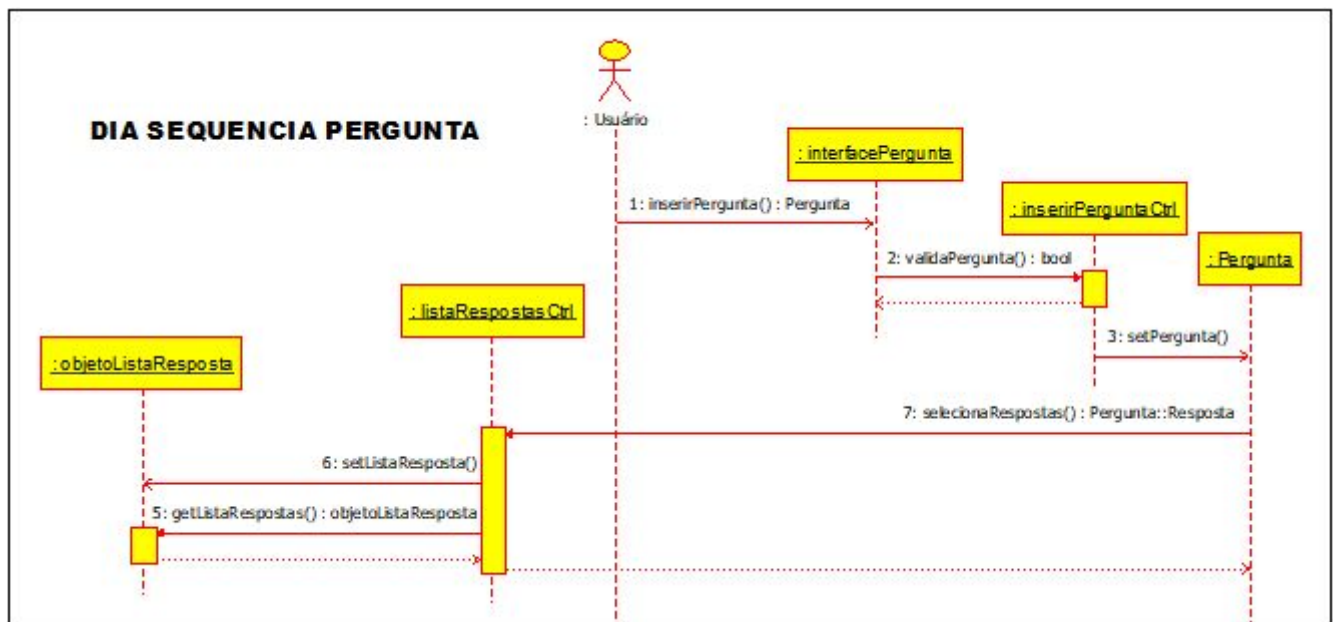 : Usuário
DIA SEQUENCIA PERGUNTA
: interfacePergunta
1: inserirPergunta() : Pergunta
: inserirPerguntaCtrl
2: validaPergunta() : bool
: Pergunta
: listaRespostasCtrl
3: setPergunta()
: objetoListaResposta
7: selecionaRespostas() : Pergunta::Resposta
6: setListaResposta()
5: getListaRespostas() : objetoListaResposta